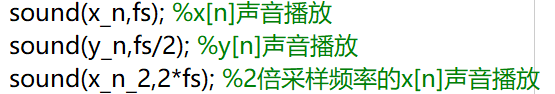 sound(x_n,fs); %x[n]声音播放
sound(y_n,fs/2); %y[n]声音播放
sound(x_n_2,2*fs); %2倍采样频率的x[n]声音播放